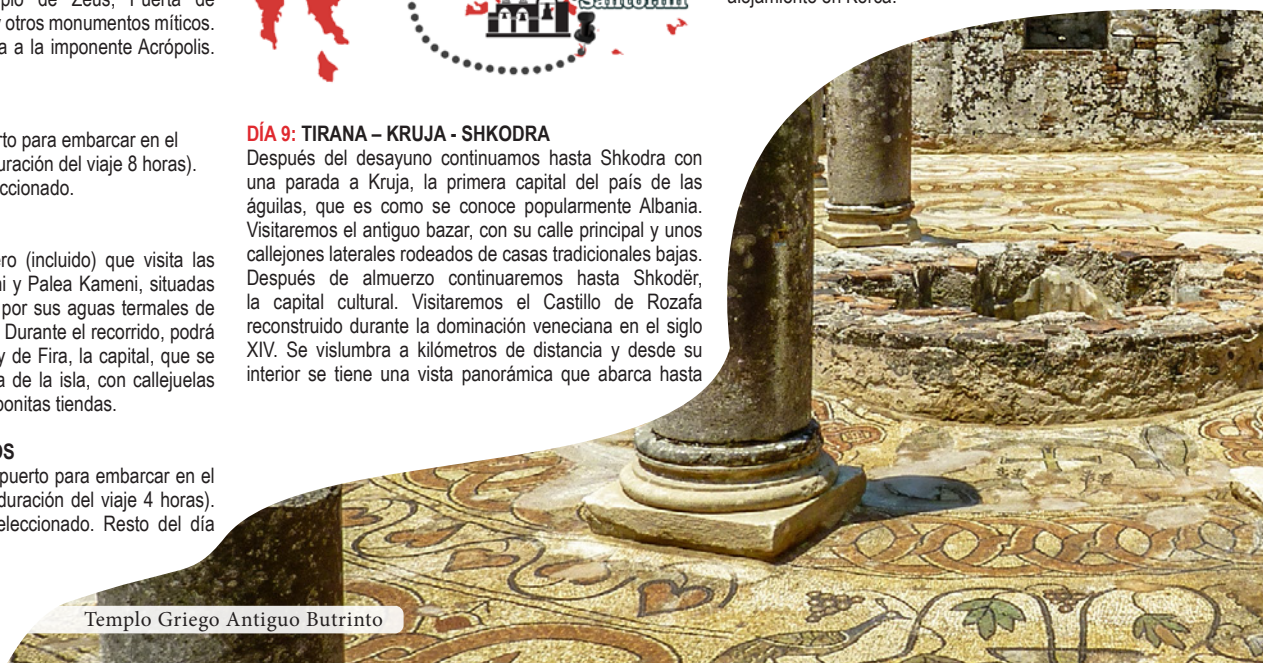 pio de Zeus, Puerta de
y otros monumentos míticos.
a a la imponente Acrópolis.
rto para embarcar en el
uración del viaje 8 horas).
ccionado.
ro (incluido) que visita las
ni y Palea Kameni, situadas
por sus aguas termales de
Durante el recorrido, podrá
y de Fira, la capital, que se
a de la isla, con callejuelas
bonitas tiendas.
OS
puerto para embarcar en el
duración del viaje 4 horas).
eleccionado. Resto del día
Santorini
DÍA 9: TIRANA – KRUJA - SHKODRA
Después del desayuno continuamos hasta Shkodra con
una parada a Kruja, la primera capital del país de las
águilas, que es como se conoce popularmente Albania.
Visitaremos el antiguo bazar, con su calle principal y unos
callejones laterales rodeados de casas tradicionales bajas.
Después de almuerzo continuaremos hasta Shkodër,
la capital cultural. Visitaremos el Castillo de Rozafa
reconstruido durante la dominación veneciana en el siglo
XIV. Se vislumbra a kilómetros de distancia y desde su
interior se tiene una vista panorámica que abarca hasta
alojamiento en
Templo Griego Antiguo Butrinto